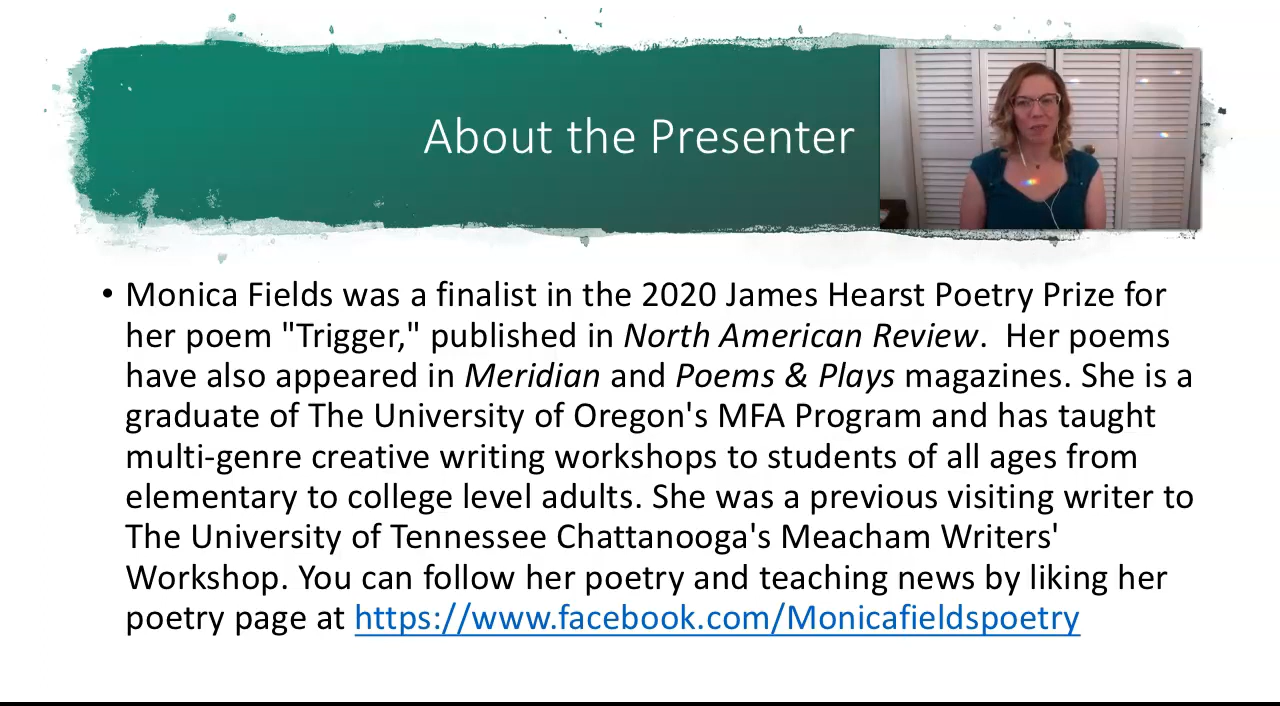 About the Presenter
• Monica Fields was a finalist in the 2020 James Hearst Poetry Prize for
her poem "Trigger," published in North American Review.  Her poems
have also appeared in Meridian and Poems & Plays magazines. She is a
graduate of The University of Oregon's MFA Program and has taught
multi-genre creative writing workshops to students of all ages from
elementary to college level adults. She was a previous visiting writer to
The University of Tennessee Chattanooga's Meacham Writers'
Workshop. You can follow her poetry and teaching news by liking her
poetry page at https://www.facebook.com/Monicafieldspoetry